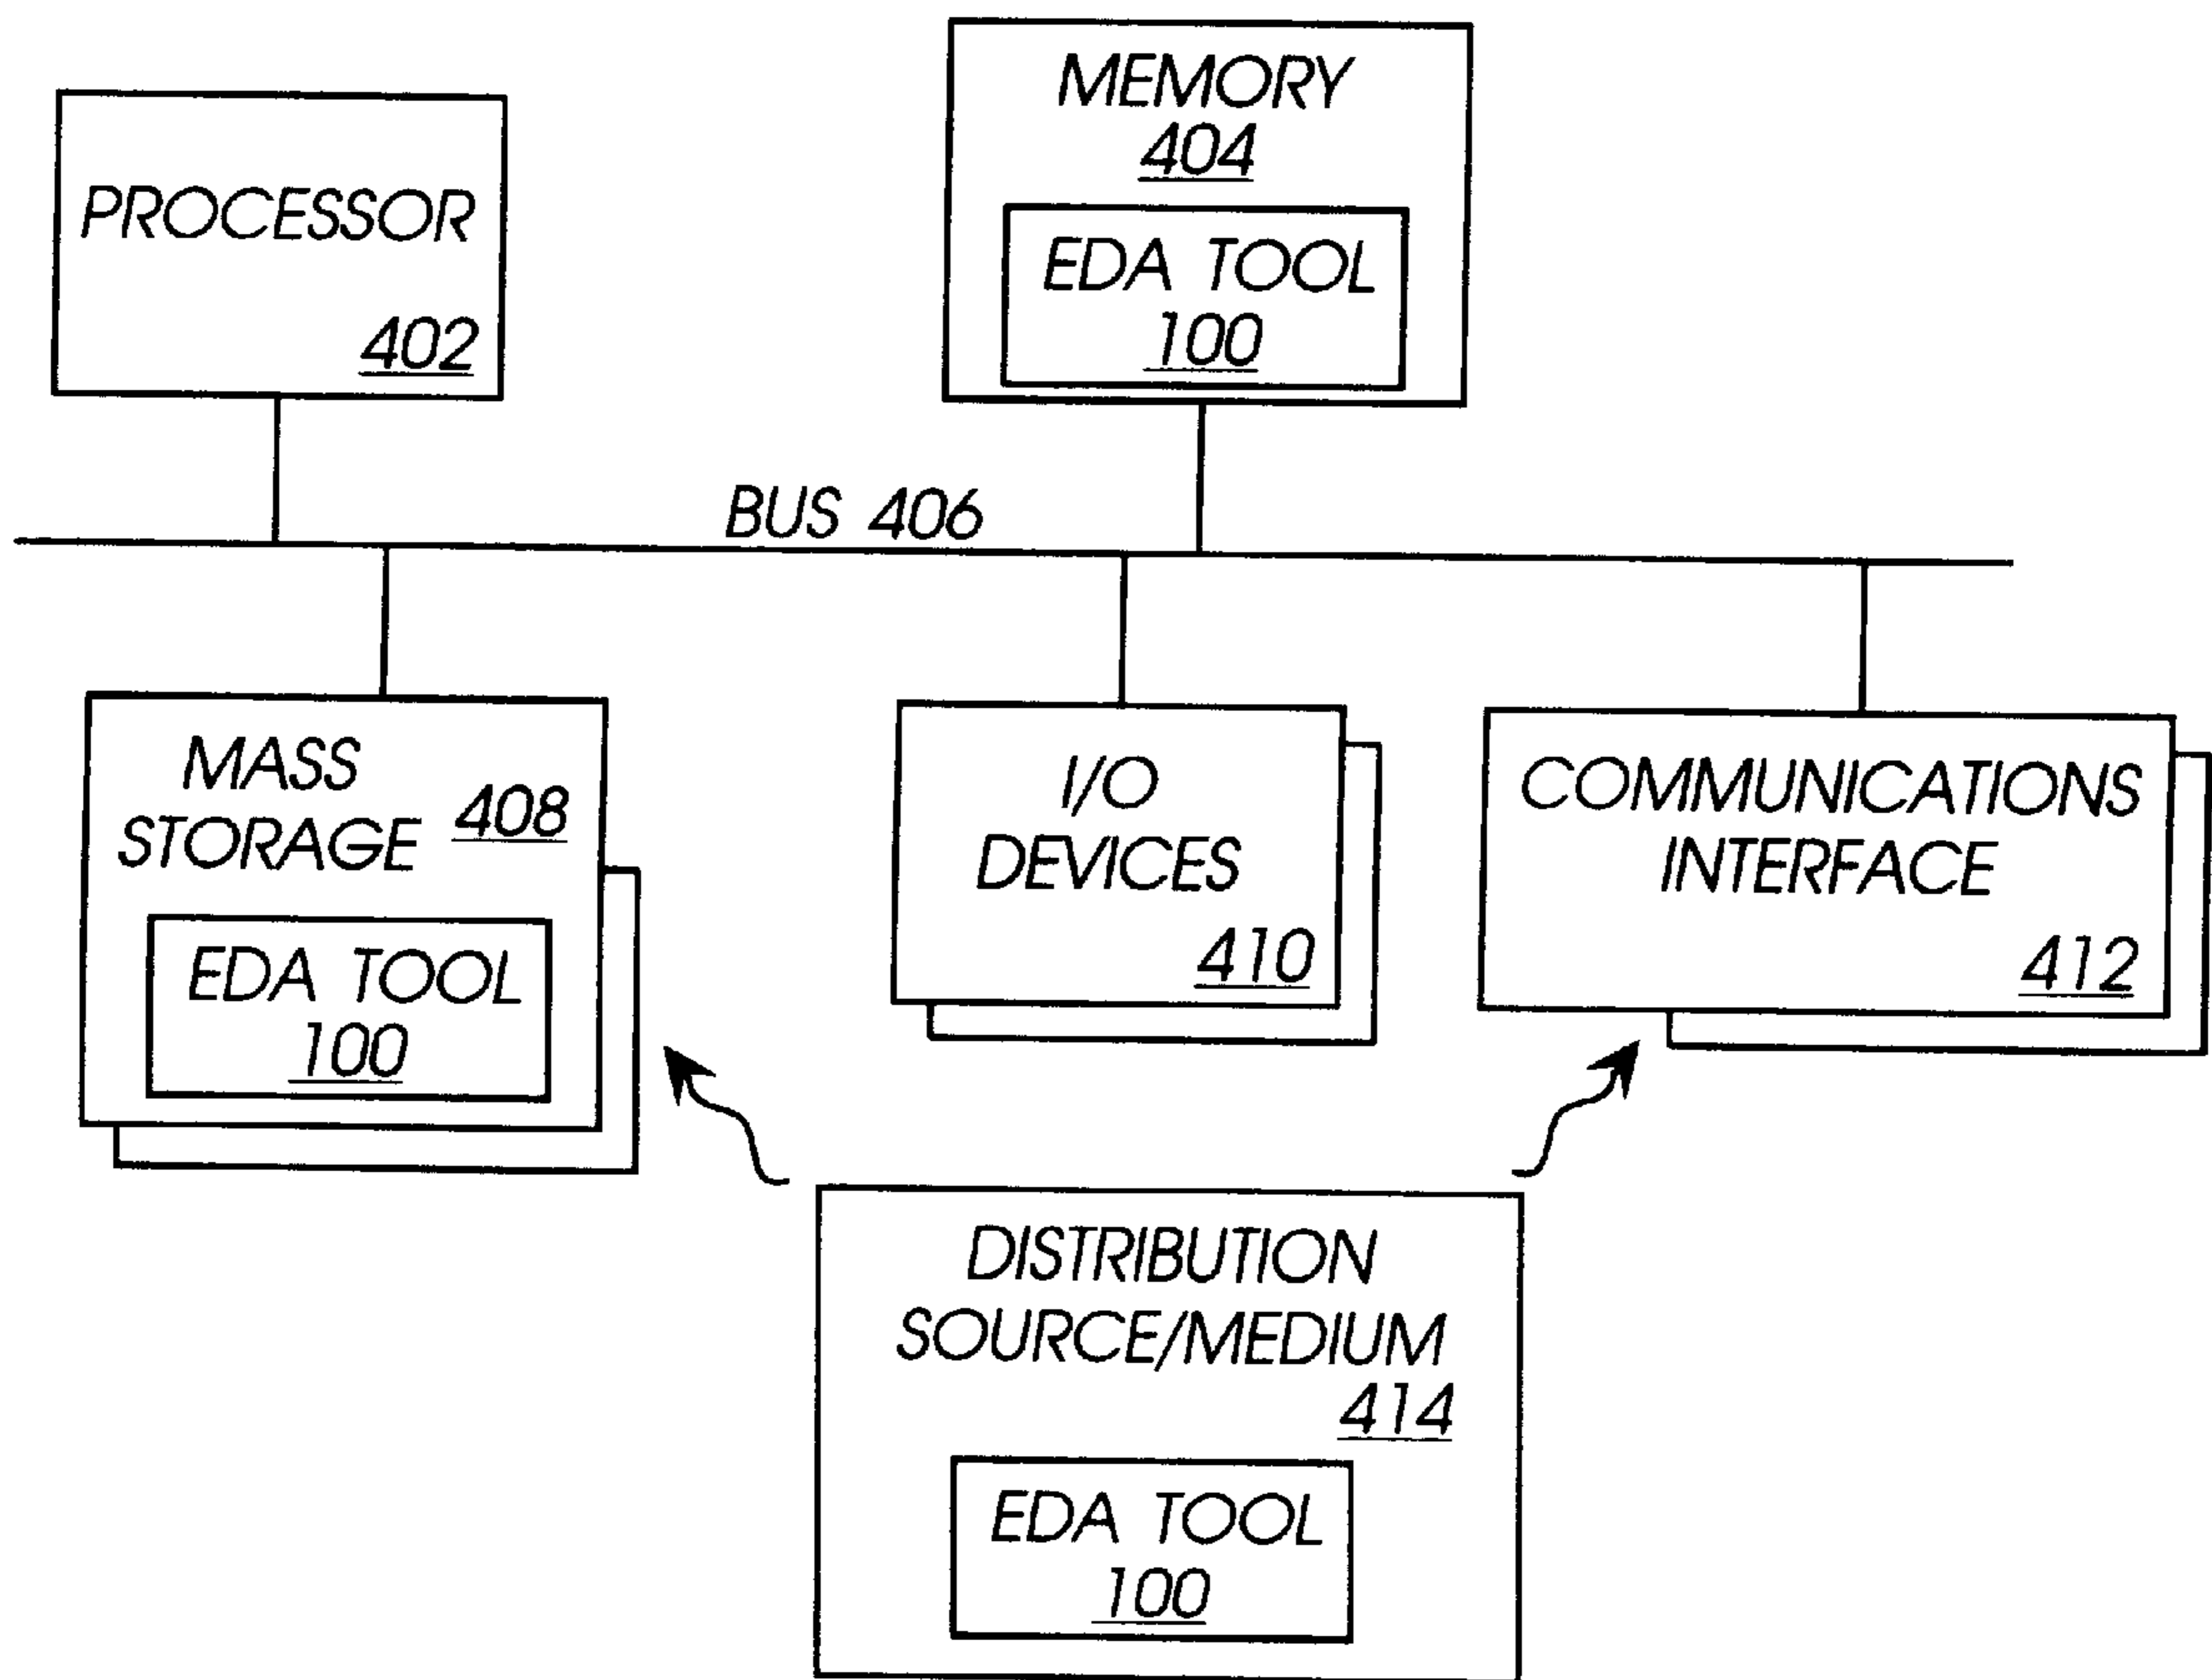 MEMORY
404
EDA TOOL
100
PROCESSOR
402
BUS 406
MASS
STORAGE 408
EDA TOOL
100
I/O
DEVICES
410
COMMUNICATIONS
INTERFACE
412
DISTRIBUTION
SOURCE/MEDIUM
414
EDA TOOL
100